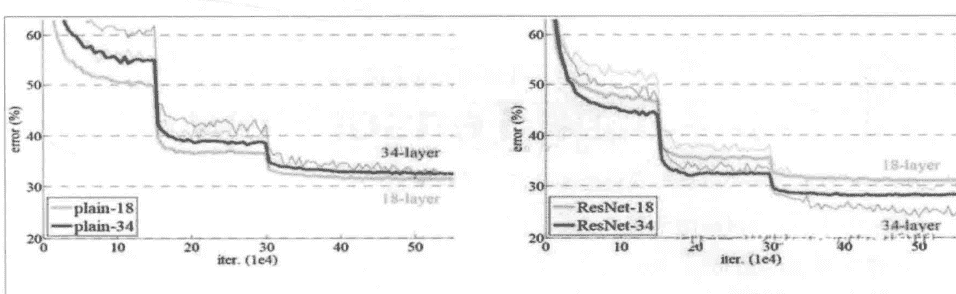 60
50
40
30
20
error (%)
34-layer
18-layer
plain-18
plain-34
0
10
20
30
40
50
iter. (1e4)
60
50
40
30
20
error (%)
18-layer
34-layer
ResNet-18
ResNet-34
0
10
20
30
40
50
iter. (1e4)